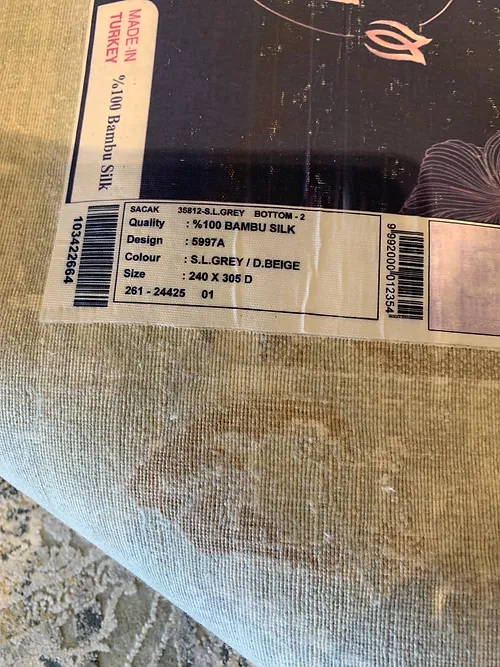 MADE IN
TURKEY
%100 Bambu Silk
SACAK 35812-S.L.GREY BOTTOM - 2
Quality : %100 BAMBU SILK
Design : 5997A
Colour : S.L.GREY / D.BEIGE
Size : 240 X 305 D
261 - 24425 01
103422664
9992000012354